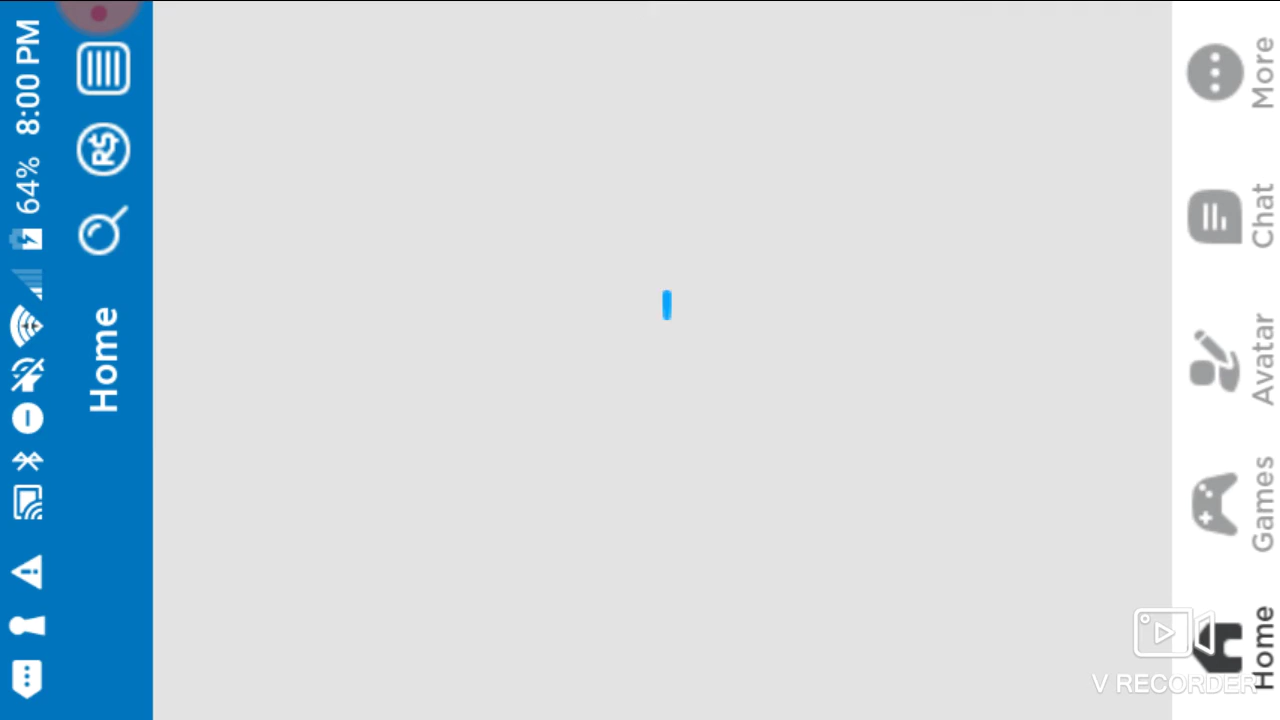 64% 8:00 PM
Home
R$
Home
Games
Avatar
Chat
More
V RECORDER